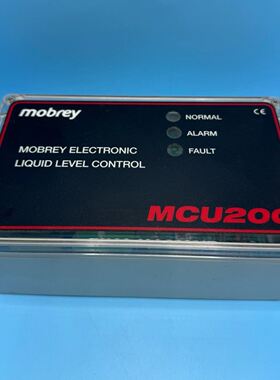 mobrey
NORMAL
CE
ALARM
MOBREY ELECTRONIC
FAULT
LIQUID LEVEL CONTROL
MCU200